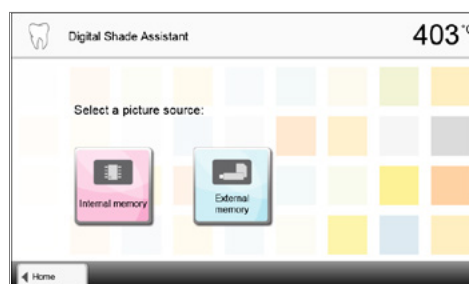 Digital Shade Assistant
403°C
Select a picture source:
Internal memory
External
memory
Home